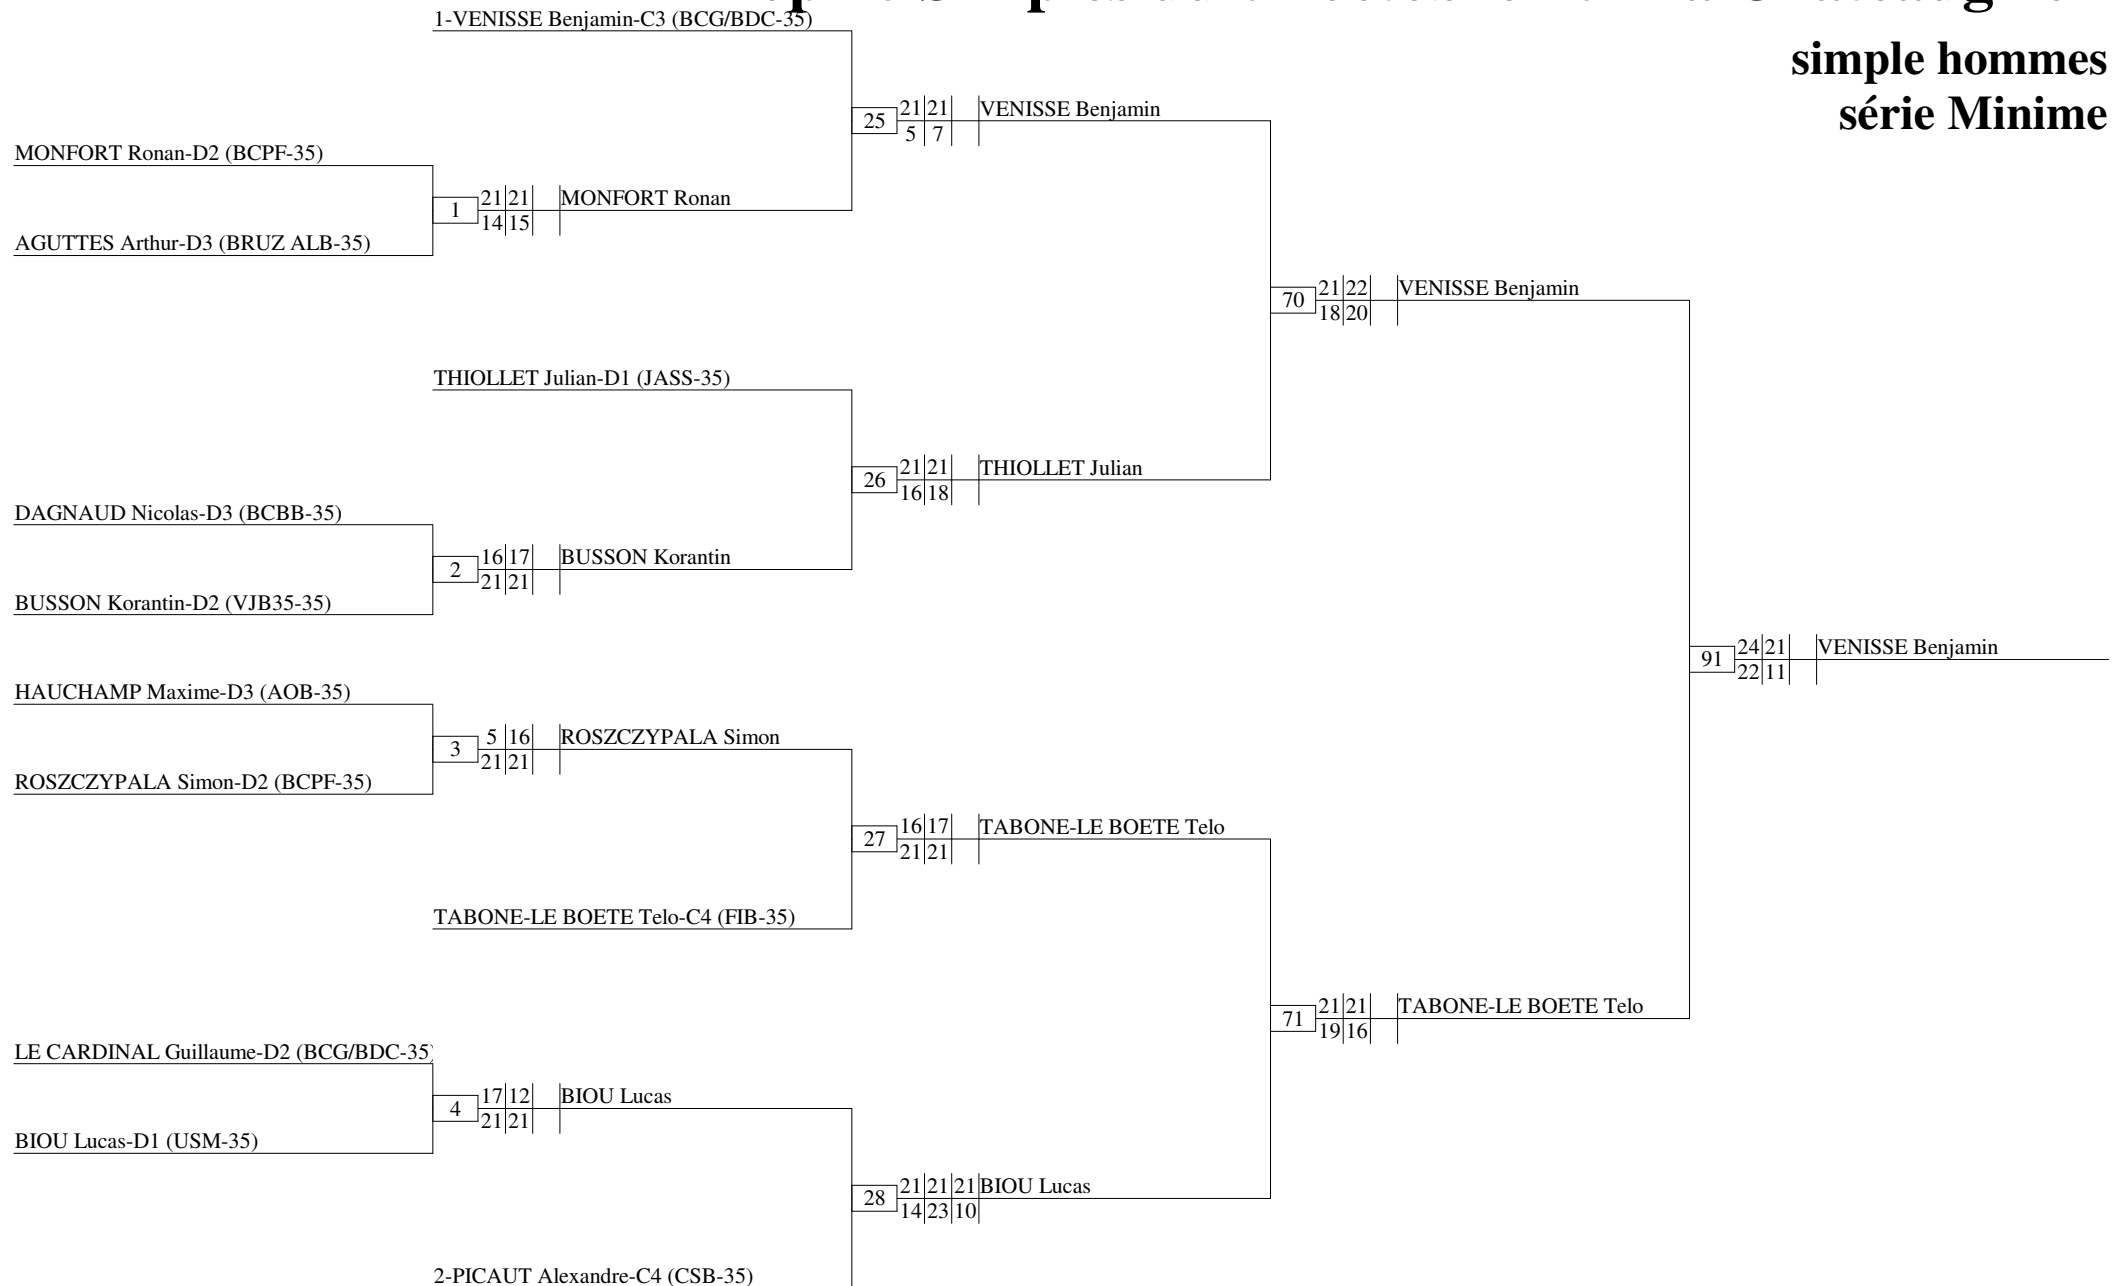 1-VENISSE Benjamin-C3 (BCG/BDC-35)
simple hommes
série Minime
25 21 21 VENISSE Benjamin
5 7
MONFORT Ronan-D2 (BCPF-35)
1 21 21 MONFORT Ronan
14 15
AGUTTES Arthur-D3 (BRUZ ALB-35)
70 21 22 VENISSE Benjamin
18 20
THIOLLET Julian-D1 (JASS-35)
26 21 21 THIOLLET Julian
16 18
DAGNAUD Nicolas-D3 (BCBB-35)
2 16 17 BUSSON Korantin
21 21
BUSSON Korantin-D2 (VJB35-35)
91 24 21 VENISSE Benjamin
22 11
HAUCHAMP Maxime-D3 (AOB-35)
3 5 16 ROSZCZYPALA Simon
21 21
ROSZCZYPALA Simon-D2 (BCPF-35)
27 16 17 TABONE-LE BOETE Telo
21 21
TABONE-LE BOETE Telo-C4 (FIB-35)
71 21 21 TABONE-LE BOETE Telo
19 16
LE CARDINAL Guillaume-D2 (BCG/BDC-35)
4 17 12 BIOU Lucas
21 21
BIOU Lucas-D1 (USM-35)
28 21 21 21 BIOU Lucas
14 23 10
2-PICAUT Alexandre-C4 (CSB-35)